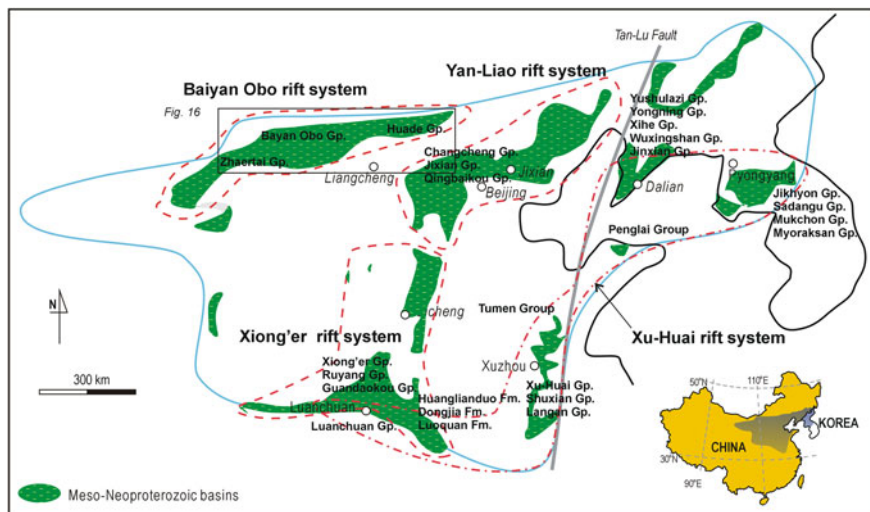 Tan-Lu Fault
Yan-Liao rift system
Baiyan Obo rift system
Fig. 16
Yushulazi Gp.
Yongning Gp.
Xihe Gp.
Wuxingshan Gp.
Jinxian Gp.
Huade Gp.
Bayan Obo Gp.
Zhaertai Gp.
Changcheng Gp.
Jixian Gp.
Qingbaikou Gp.
Jixian
Beijing
Liangcheng
Dalian
Pyongyang
Jikhyon Gp.
Sadangu Gp.
Mukchon Gp.
Myoraksan Gp.
Penglai Group
N
Tumen Group
Xu-Huai rift system
Xiong'er rift system
300 km
Xuzhou
Xiong'er Gp.
Ruyang Gp.
Guandaokou Gp.
Huanglianduo Fm.
Dongjia Fm.
Luoquan Fm.
Luanchuan
Luanchuan Gp.
Xu-Huai Gp.
Shuxian Gp.
Langan Gp.
50°N
110°E
KOREA
CHINA
30°N
90°E
Meso-Neoproterozoic basins